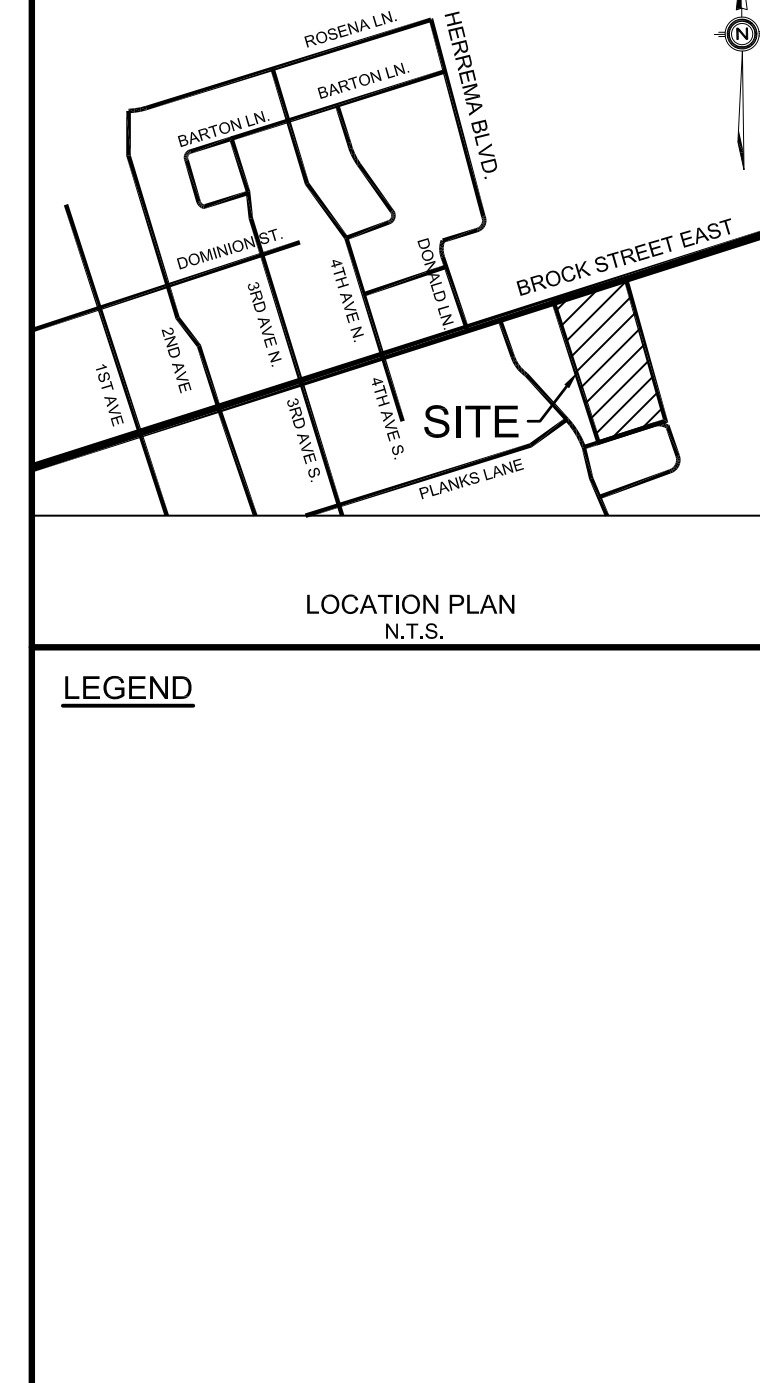 ROSENA LN.
HERREMA BLVD.
N
BARTON LN.
BARTON LN.
DOMINION ST.
DONALD LN.
BROCK STREET EAST
4TH AVE N.
3RD AVE N.
2ND AVE
1ST AVE
4TH AVE S.
3RD AVE S.
SITE
PLANKS LANE
LOCATION PLAN
N.T.S.
LEGEND